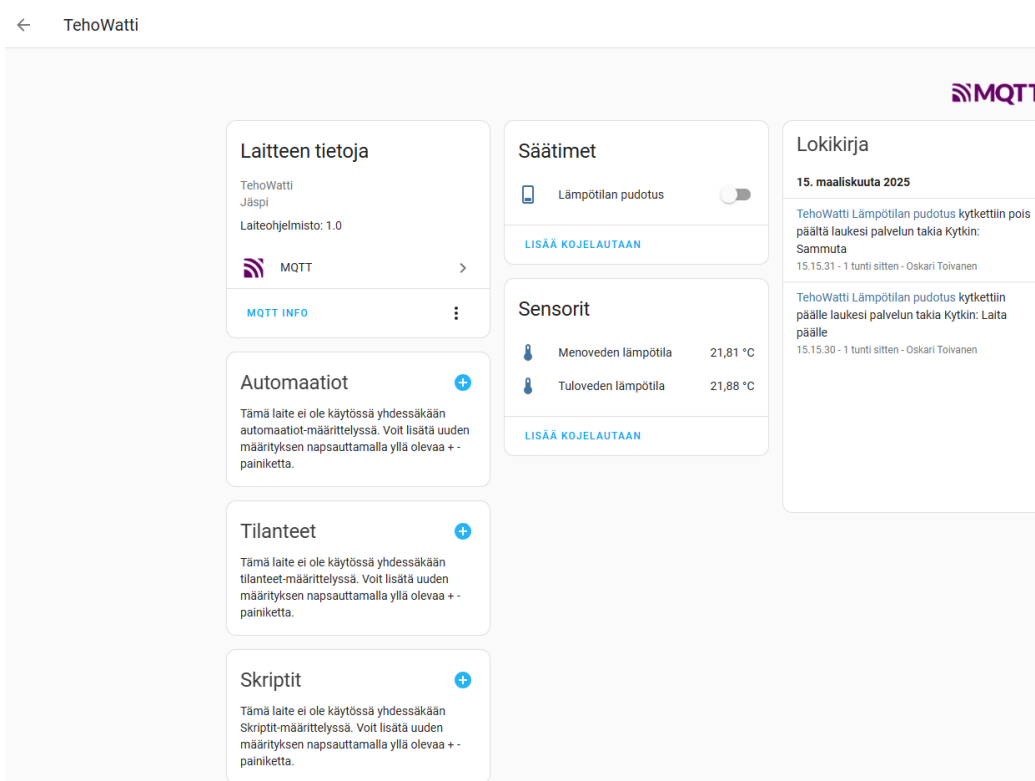 TehoWatti
MQTT
Laitteen tietoja
TehoWatti
Jäspi
Laiteohjelmisto: 1.0
MQTT
MQTT INFO
Automaatiot
Tämä laite ei ole käytössä yhdessäkään
automaatiot-määrittelyssä. Voit lisätä uuden
määrityksen napsauttamalla yllä olevaa + -
painiketta.
Tilanteet
Tämä laite ei ole käytössä yhdessäkään
tilanteet-määrittelyssä. Voit lisätä uuden
määrityksen napsauttamalla yllä olevaa + -
painiketta.
Skriptit
Tämä laite ei ole käytössä yhdessäkään
Skriptit-määrittelyssä. Voit lisätä uuden
määrityksen napsauttamalla yllä olevaa + -
painiketta.
Säätimet
Lämpötilan pudotus
LISÄÄ KOJELAUTAAN
Sensorit
Menoveden lämpötila 21,81 °C
Tuloveden lämpötila 21,88 °C
LISÄÄ KOJELAUTAAN
Lokikirja
15. maaliskuuta 2025
TehoWatti Lämpötilan pudotus kytkettiin pois
päältä laukesi palvelun takia Kytkin:
Sammuta
15.15.31 - 1 tunti sitten - Oskari Toivanen
TehoWatti Lämpötilan pudotus kytkettiin
päälle laukesi palvelun takia Kytkin: Laita
päälle
15.15.30 - 1 tunti sitten - Oskari Toivanen